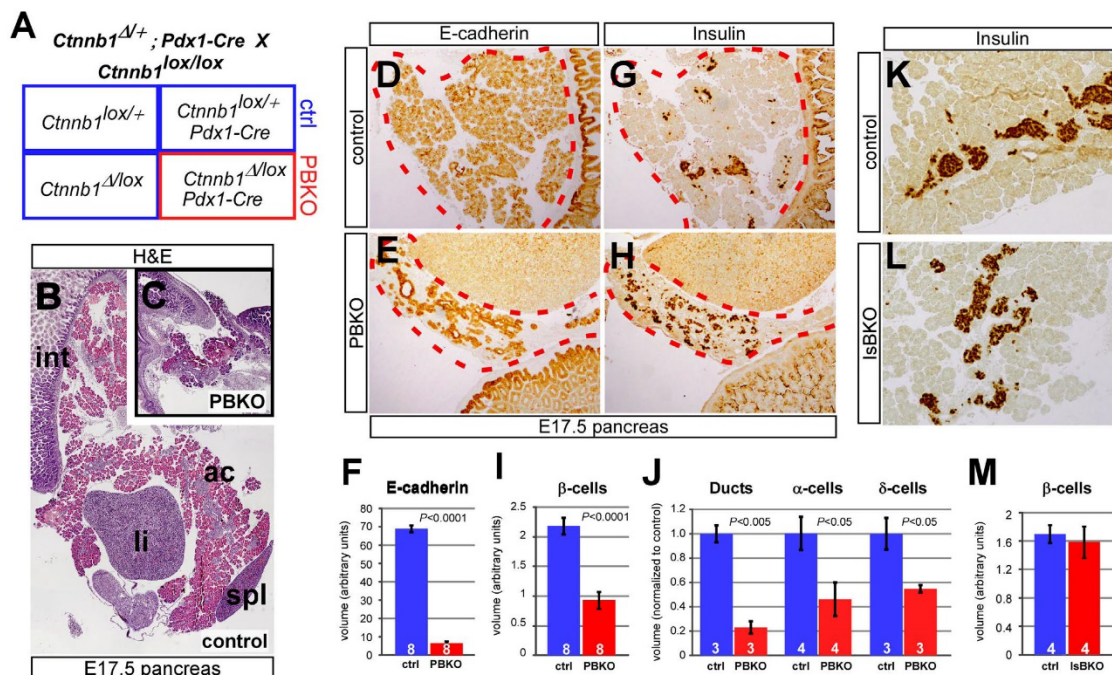 A
Ctnnb1Δ/+ ; Pdx1-Cre X
Ctnnb1lox/lox
Ctnnb1lox/+
Ctnnb1lox/+
Pdx1-Cre
ctrl
Ctnnb1Δ/lox
Ctnnb1Δ/lox
Pdx1-Cre
PBKO
H&E
B
C
int
PBKO
ac
li
spl
control
E17.5 pancreas
E-cadherin
Insulin
control
D
G
PBKO
E
H
E17.5 pancreas
Insulin
control
K
IsBKO
L
F
E-cadherin
P<0.0001
volume (arbitrary units)
80
70
60
50
40
30
20
10
0
8
8
ctrl
PBKO
I
β-cells
P<0.0001
volume (arbitrary units)
2.5
2
1.5
1
0.5
0
8
8
ctrl
PBKO
J
Ducts
α-cells
δ-cells
P<0.005
P<0.05
P<0.05
volume (normalized to control)
1.2
1.0
0.8
0.6
0.4
0.2
0
3
3
4
4
3
3
ctrl
PBKO
ctrl
PBKO
ctrl
PBKO
M
β-cells
volume (arbitrary units)
2
1.6
1.2
0.8
0.4
0
4
4
ctrl
IsBKO